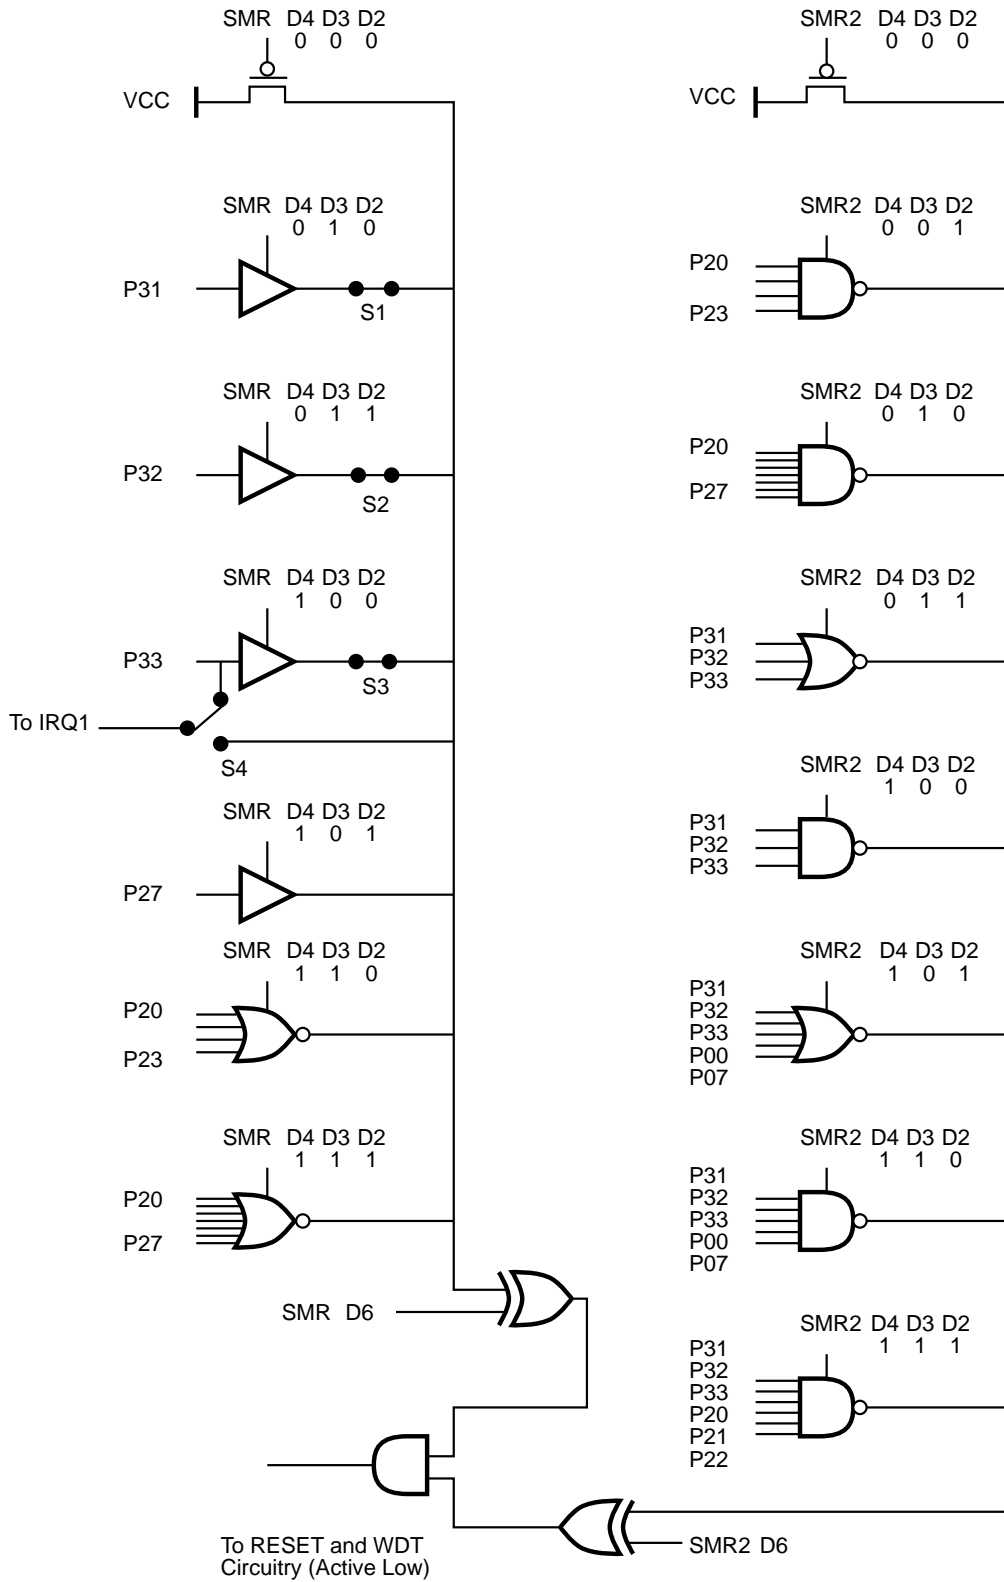 SMR D4 D3 D2
0 0 0
VCC
SMR D4 D3 D2
0 1 0
P31
S1
SMR D4 D3 D2
0 1 1
P32
S2
SMR D4 D3 D2
1 0 0
P33
S3
To IRQ1
S4
SMR D4 D3 D2
1 0 1
P27
SMR D4 D3 D2
1 1 0
P20
P23
SMR D4 D3 D2
1 1 1
P20
P27
SMR D6
To RESET and WDT
Circuitry (Active Low)
SMR2 D4 D3 D2
0 0 0
VCC
SMR2 D4 D3 D2
0 0 1
P20
P23
SMR2 D4 D3 D2
0 1 0
P20
P27
SMR2 D4 D3 D2
0 1 1
P31
P32
P33
SMR2 D4 D3 D2
1 0 0
P31
P32
P33
SMR2 D4 D3 D2
1 0 1
P31
P32
P33
P00
P07
SMR2 D4 D3 D2
1 1 0
P31
P32
P33
P00
P07
SMR2 D4 D3 D2
1 1 1
P31
P32
P33
P20
P21
P22
SMR2 D6